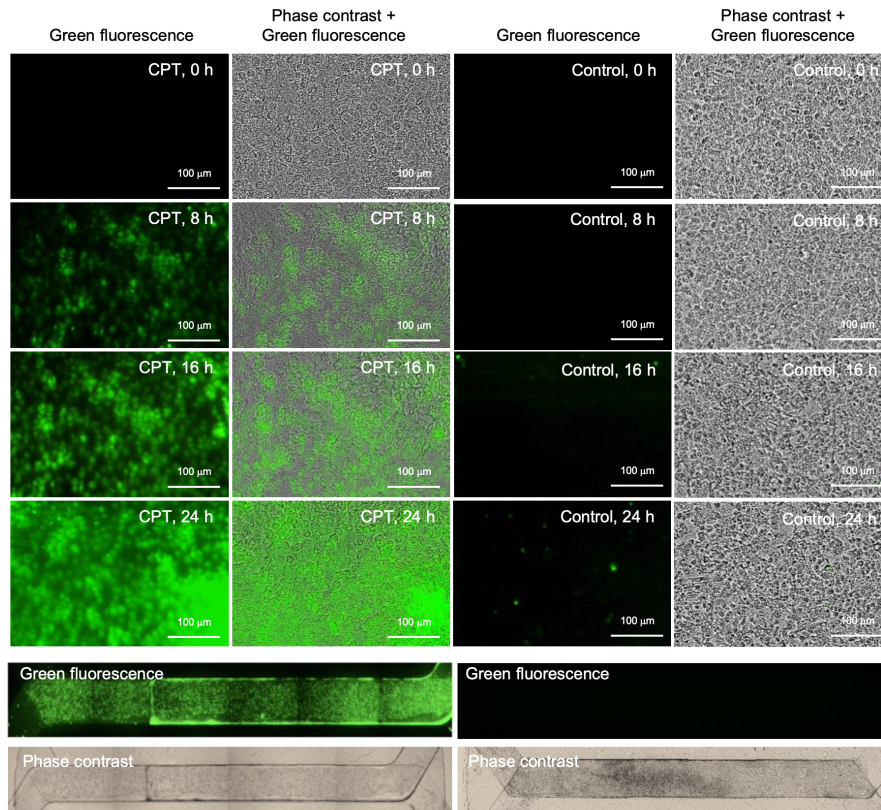 Green fluorescence
Phase contrast +
Green fluorescence
Green fluorescence
Phase contrast +
Green fluorescence
CPT, 0 h
100 μm
CPT, 0 h
100 μm
Control, 0 h
100 μm
Control, 0 h
100 μm
CPT, 8 h
100 μm
CPT, 8 h
100 μm
Control, 8 h
100 μm
Control, 8 h
100 μm
CPT, 16 h
100 μm
CPT, 16 h
100 μm
Control, 16 h
100 μm
Control, 16 h
100 μm
CPT, 24 h
100 μm
CPT, 24 h
100 μm
Control, 24 h
100 μm
Control, 24 h
100 μm
Green fluorescence
Green fluorescence
Phase contrast
Phase contrast